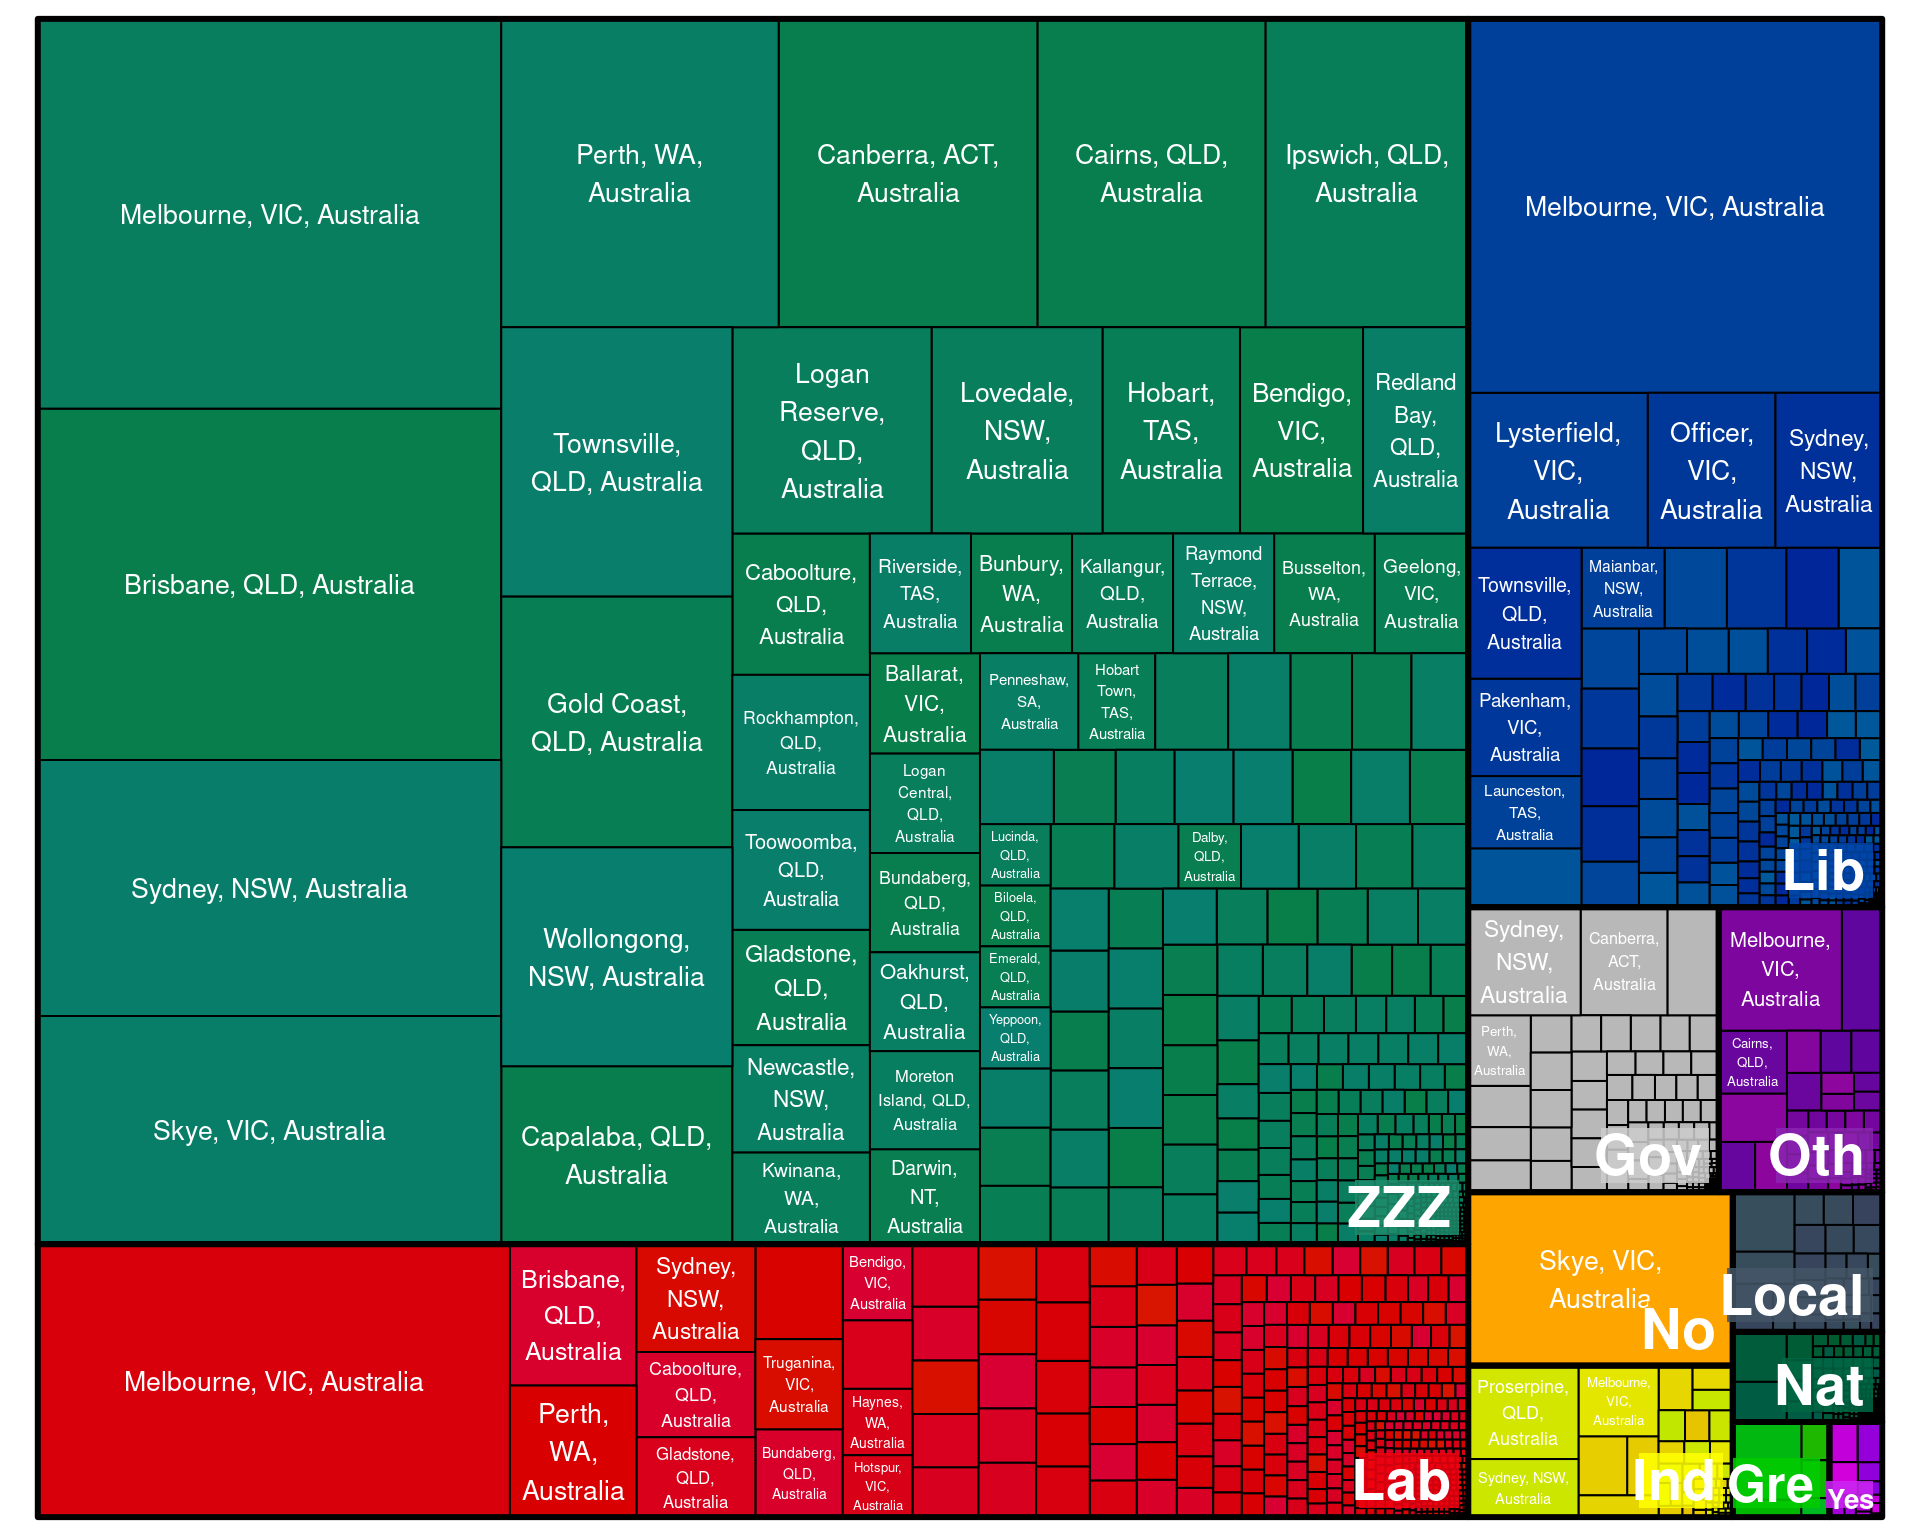 Melbourne, VIC, Australia
Brisbane, QLD, Australia
Sydney, NSW, Australia
Skye, VIC, Australia
Perth, WA,
Australia
Canberra, ACT,
Australia
Cairns, QLD,
Australia
Ipswich, QLD,
Australia
Townsville,
QLD, Australia
Gold Coast,
QLD, Australia
Wollongong,
NSW, Australia
Capalaba, QLD,
Australia
Logan
Reserve,
QLD,
Australia
Lovedale,
NSW,
Australia
Hobart,
TAS,
Australia
Bendigo,
VIC,
Australia
Redland
Bay,
QLD,
Australia
Caboolture,
QLD,
Australia
Rockhampton,
QLD,
Australia
Toowoomba,
QLD,
Australia
Gladstone,
QLD,
Australia
Newcastle,
NSW,
Australia
Kwinana,
WA,
Australia
Riverside,
TAS,
Australia
Bunbury,
WA,
Australia
Kallangur,
QLD,
Australia
Raymond
Terrace,
NSW,
Australia
Busselton,
WA,
Australia
Geelong,
VIC,
Australia
Ballarat,
VIC,
Australia
Logan
Central,
QLD,
Australia
Bundaberg,
QLD,
Australia
Oakhurst,
QLD,
Australia
Moreton
Island, QLD,
Australia
Darwin,
NT,
Australia
Penneshaw,
SA,
Australia
Hobart
Town,
TAS,
Australia
Lucinda,
QLD,
Australia
Biloela,
QLD,
Australia
Emerald,
QLD,
Australia
Yeppoon,
QLD,
Australia
Dalby,
QLD,
Australia
ZZZ
Melbourne, VIC, Australia
Lysterfield,
VIC,
Australia
Officer,
VIC,
Australia
Sydney,
NSW,
Australia
Townsville,
QLD,
Australia
Maianbar,
NSW,
Australia
Pakenham,
VIC,
Australia
Launceston,
TAS,
Australia
Lib
Sydney,
NSW,
Australia
Canberra,
ACT,
Australia
Perth,
WA,
Australia
Gov
Melbourne,
VIC,
Australia
Cairns,
QLD,
Australia
Oth
Melbourne, VIC, Australia
Brisbane,
QLD,
Australia
Perth,
WA,
Australia
Sydney,
NSW,
Australia
Caboolture,
QLD,
Australia
Gladstone,
QLD,
Australia
Truganina,
VIC,
Australia
Bundaberg,
QLD,
Australia
Bendigo,
VIC,
Australia
Haynes,
WA,
Australia
Hotspur,
VIC,
Australia
Lab
Skye, VIC,
Australia
No
Local
Nat
Proserpine,
QLD,
Australia
Sydney, NSW,
Australia
Melbourne,
VIC,
Australia
Ind
Gre
Yes